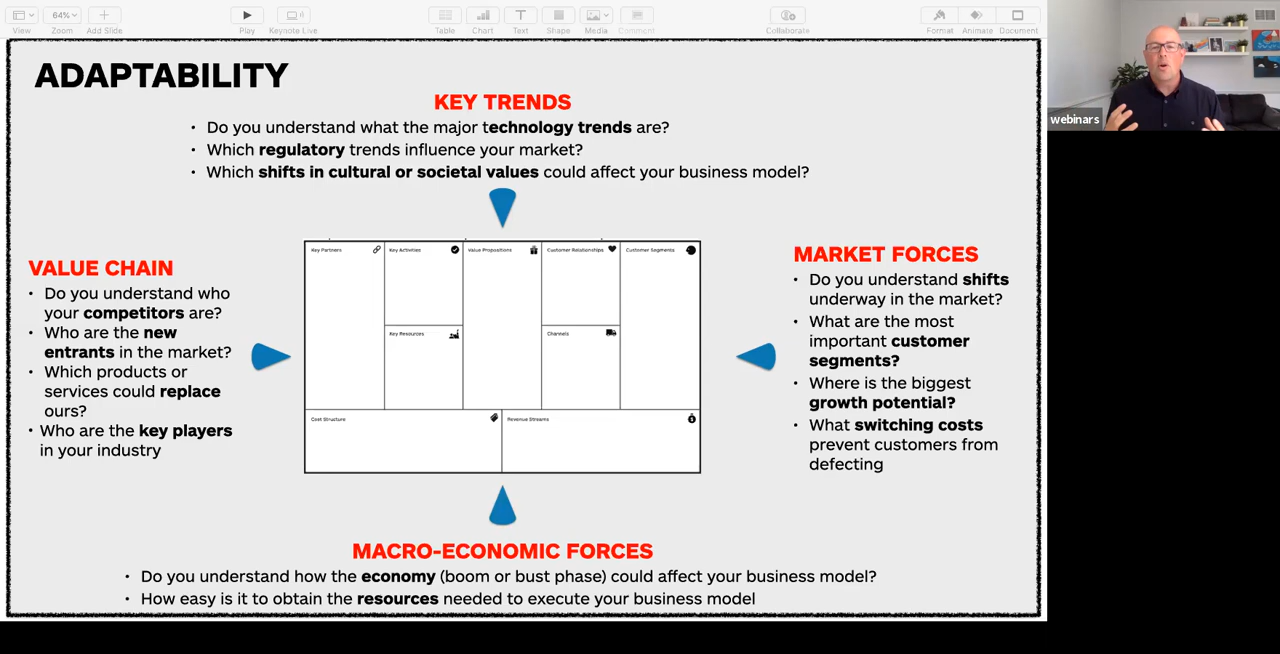 64%
View
Zoom
Add Slide
Play
Keynote Live
Table
Chart
Text
Shape
Media
Comment
Collaborate
Format
Animate
Document
webinars
ADAPTABILITY
KEY TRENDS
• Do you understand what the major technology trends are?
• Which regulatory trends influence your market?
• Which shifts in cultural or societal values could affect your business model?
VALUE CHAIN
• Do you understand who
your competitors are?
• Who are the new
entrants in the market?
• Which products or
services could replace
ours?
• Who are the key players
in your industry
Key Partners
Key Activities
Value Propositions
Customer Relationships
Customer Segments
Key Resources
Channels
Cost Structure
Revenue Streams
MARKET FORCES
• Do you understand shifts
underway in the market?
• What are the most
important customer
segments?
• Where is the biggest
growth potential?
• What switching costs
prevent customers from
defecting
MACRO-ECONOMIC FORCES
• Do you understand how the economy (boom or bust phase) could affect your business model?
• How easy is it to obtain the resources needed to execute your business model